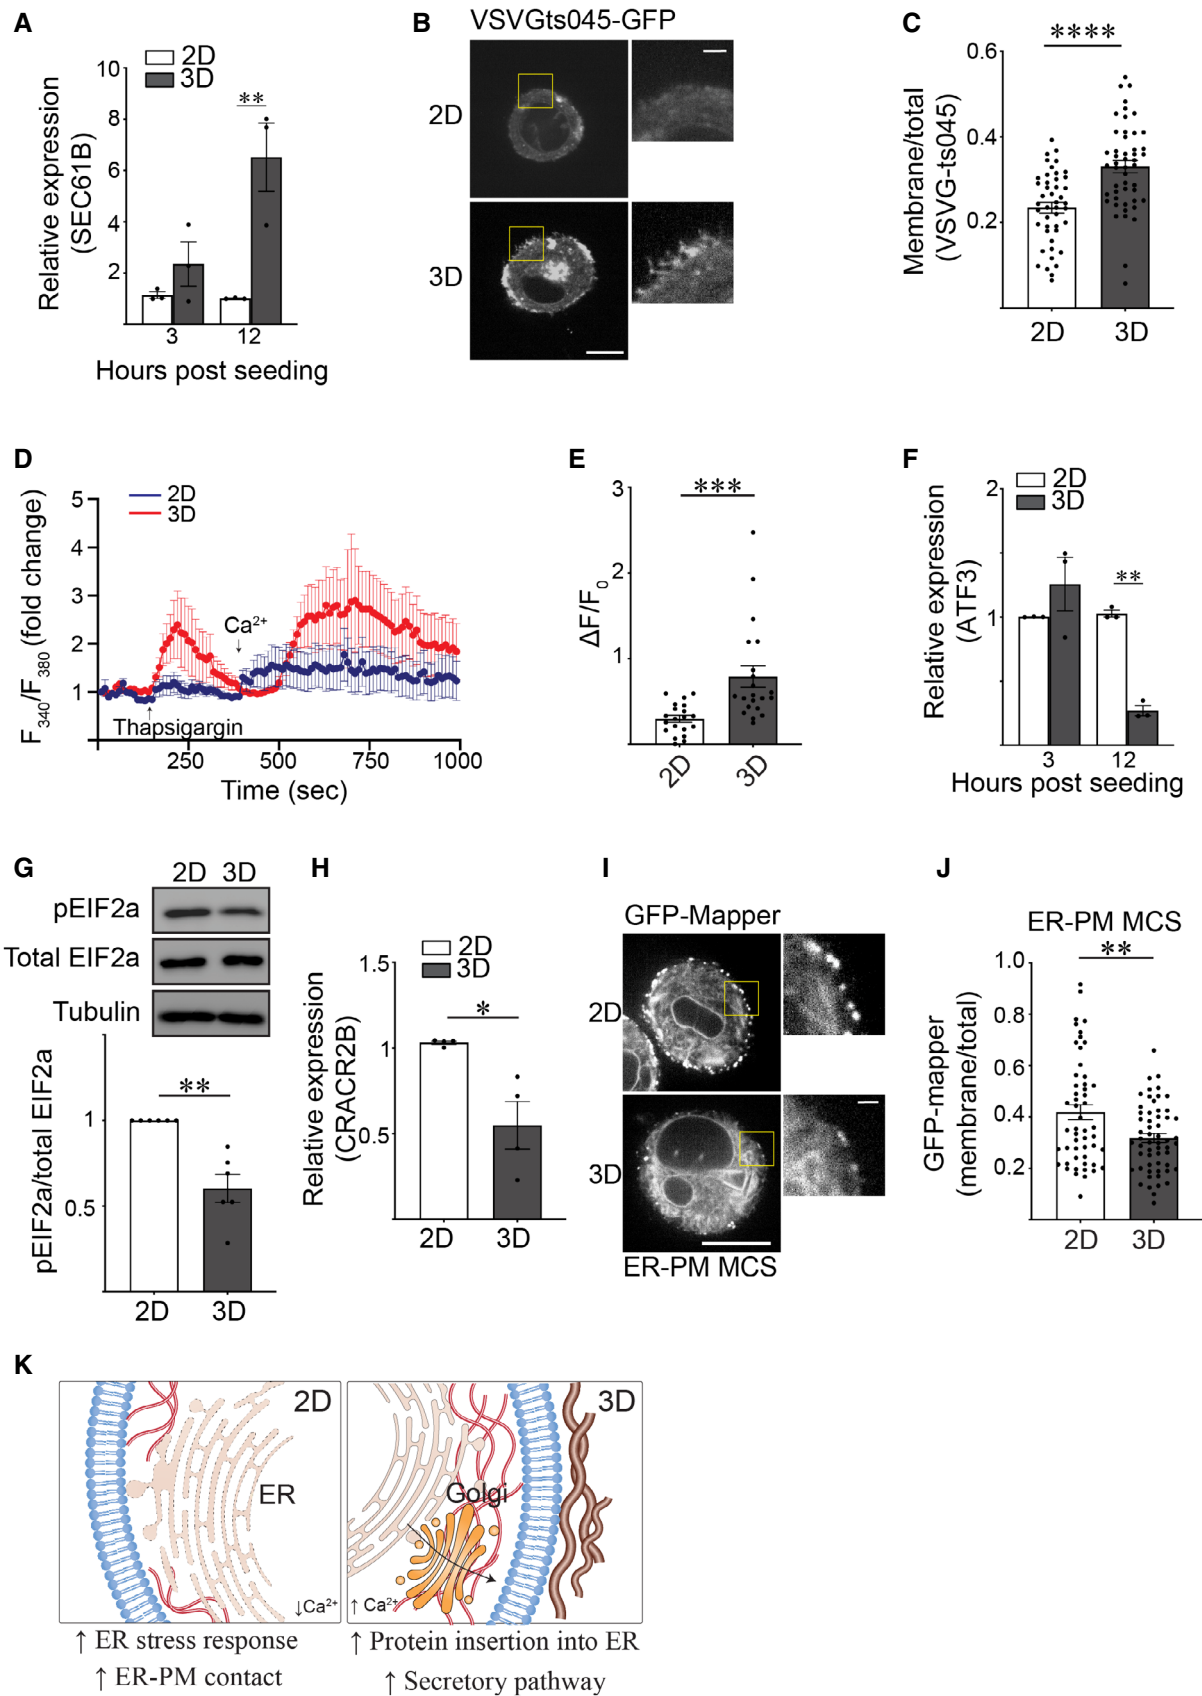 A
2D
3D
**
10
8
6
4
2
Relative expression
(SEC61B)
3
12
Hours post seeding
B
VSVGts045-GFP
2D
3D
C
****
0.6
0.4
0.2
Membrane/total
(VSVG-ts045)
2D
3D
D
2D
3D
5
4
3
2
1
F340/F380 (fold change)
Ca2+
↓
↑
Thapsigargin
250
500
750
1000
Time (sec)
E
***
3
2
1
ΔF/F0
2D
3D
F
2D
3D
**
2
1
Relative expression
(ATF3)
3
12
Hours post seeding
G
2D 3D
pEIF2a
Total EIF2a
Tubulin
**
1
0.5
pEIF2a/total EIF2a
2D
3D
H
2D
3D
*
1.5
1
0.5
Relative expression
(CRACR2B)
2D
3D
I
GFP-Mapper
2D
3D
ER-PM MCS
J
ER-PM MCS
**
1.0
0.8
0.6
0.4
0.2
GFP-mapper
(membrane/total)
2D
3D
K
2D
ER
↓Ca2+
↑ ER stress response
↑ ER-PM contact
3D
Golgi
↑ Ca2+
↑ Protein insertion into ER
↑ Secretory pathway